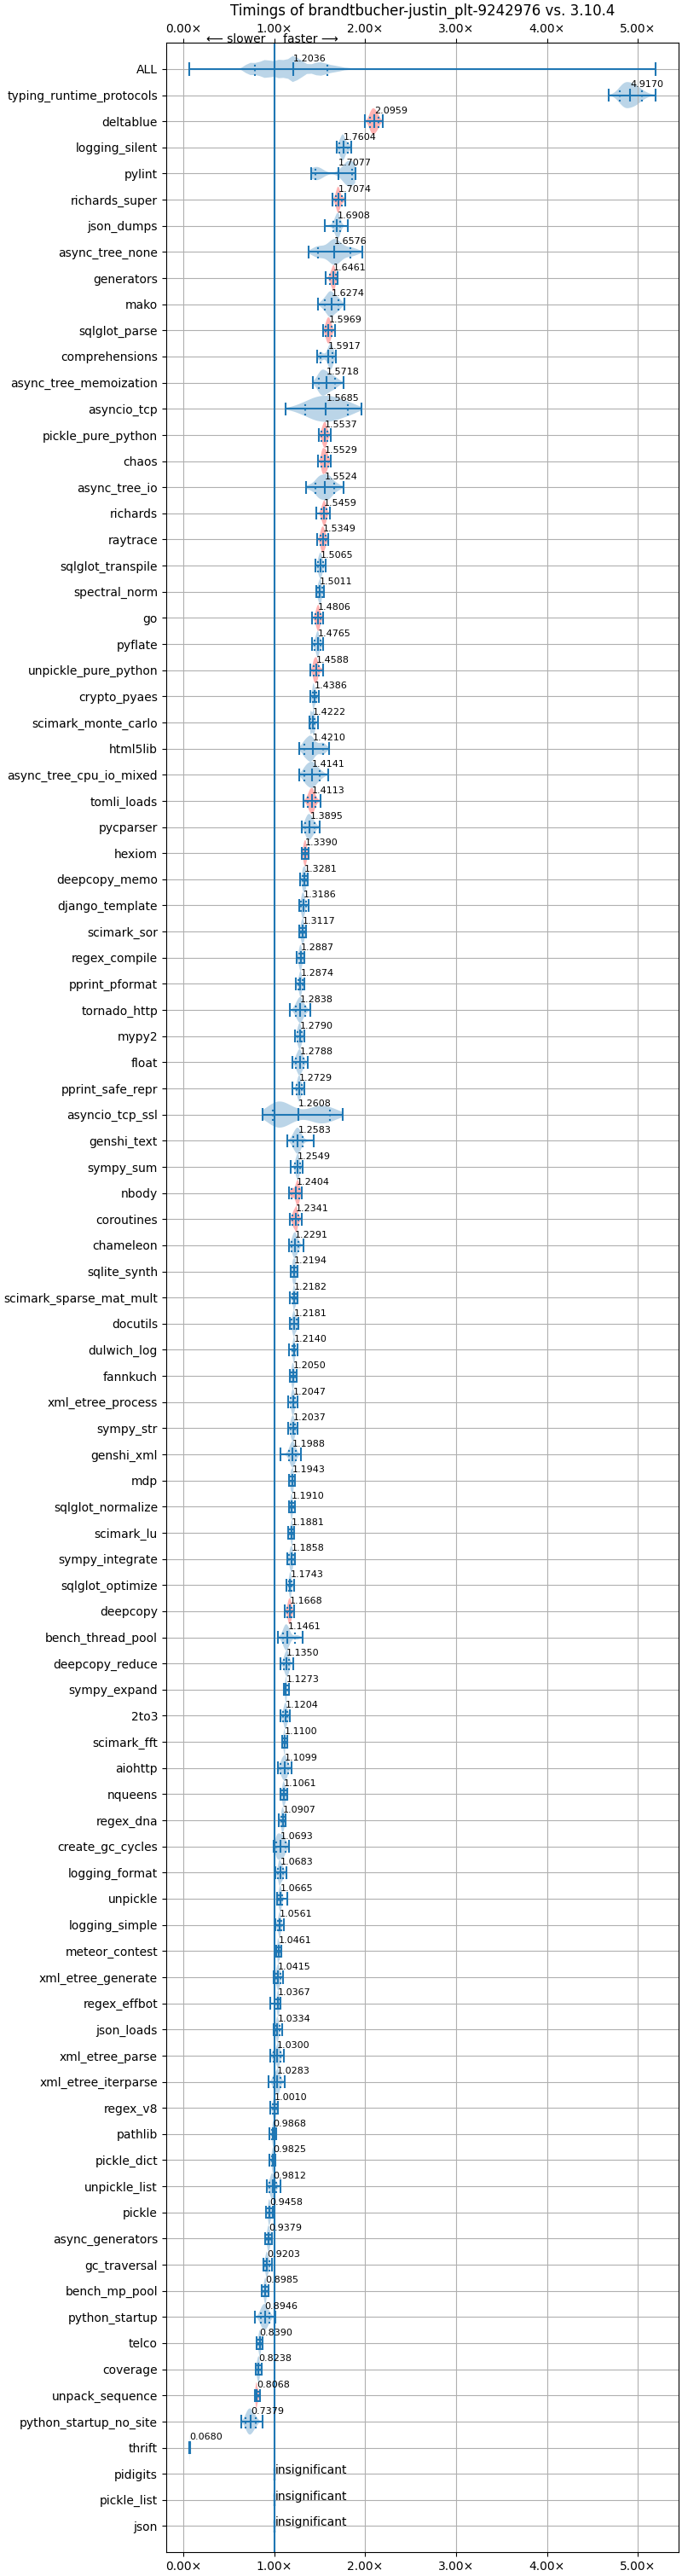 Timings of brandtbucher-justin_plt-9242976 vs. 3.10.4
0.00× 1.00× 2.00× 3.00× 4.00× 5.00×
← slower faster →
ALL 1.2036
typing_runtime_protocols 4.9170
deltablue 2.0959
logging_silent 1.7604
pylint 1.7077
richards_super 1.7074
json_dumps 1.6908
async_tree_none 1.6576
generators 1.6461
mako 1.6274
sqlglot_parse 1.5969
comprehensions 1.5917
async_tree_memoization 1.5718
asyncio_tcp 1.5685
pickle_pure_python 1.5537
chaos 1.5529
async_tree_io 1.5524
richards 1.5459
raytrace 1.5349
sqlglot_transpile 1.5065
spectral_norm 1.5011
go 1.4806
pyflate 1.4765
unpickle_pure_python 1.4588
crypto_pyaes 1.4386
scimark_monte_carlo 1.4222
html5lib 1.4210
async_tree_cpu_io_mixed 1.4141
tomli_loads 1.4113
pycparser 1.3895
hexiom 1.3390
deepcopy_memo 1.3281
django_template 1.3186
scimark_sor 1.3117
regex_compile 1.2887
pprint_pformat 1.2874
tornado_http 1.2838
mypy2 1.2790
float 1.2788
pprint_safe_repr 1.2729
asyncio_tcp_ssl 1.2608
genshi_text 1.2583
sympy_sum 1.2549
nbody 1.2404
coroutines 1.2341
chameleon 1.2291
sqlite_synth 1.2194
scimark_sparse_mat_mult 1.2182
docutils 1.2181
dulwich_log 1.2140
fannkuch 1.2050
xml_etree_process 1.2047
sympy_str 1.2037
genshi_xml 1.1988
mdp 1.1943
sqlglot_normalize 1.1910
scimark_lu 1.1881
sympy_integrate 1.1858
sqlglot_optimize 1.1743
deepcopy 1.1668
bench_thread_pool 1.1461
deepcopy_reduce 1.1350
sympy_expand 1.1273
2to3 1.1204
scimark_fft 1.1100
aiohttp 1.1099
nqueens 1.1061
regex_dna 1.0907
create_gc_cycles 1.0693
logging_format 1.0683
unpickle 1.0665
logging_simple 1.0561
meteor_contest 1.0461
xml_etree_generate 1.0415
regex_effbot 1.0367
json_loads 1.0334
xml_etree_parse 1.0300
xml_etree_iterparse 1.0283
regex_v8 1.0010
pathlib 0.9868
pickle_dict 0.9825
unpickle_list 0.9812
pickle 0.9458
async_generators 0.9379
gc_traversal 0.9203
bench_mp_pool 0.8985
python_startup 0.8946
telco 0.8390
coverage 0.8238
unpack_sequence 0.8068
python_startup_no_site 0.7379
thrift 0.0680
pidigits insignificant
pickle_list insignificant
json insignificant
0.00× 1.00× 2.00× 3.00× 4.00× 5.00×